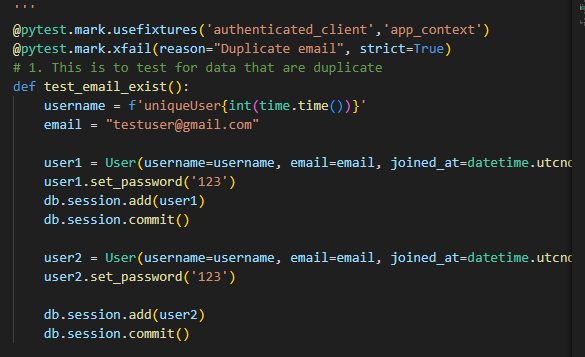 '''
@pytest.mark.usefixtures('authenticated_client','app_context')
@pytest.mark.xfail(reason="Duplicate email", strict=True)
# 1. This is to test for data that are duplicate
def test_email_exist():
    username = f'uniqueUser{int(time.time())}'
    email = "testuser@gmail.com"

    user1 = User(username=username, email=email, joined_at=datetime.utcno
    user1.set_password('123')
    db.session.add(user1)
    db.session.commit()

    user2 = User(username=username, email=email, joined_at=datetime.utcno
    user2.set_password('123')

    db.session.add(user2)
    db.session.commit()